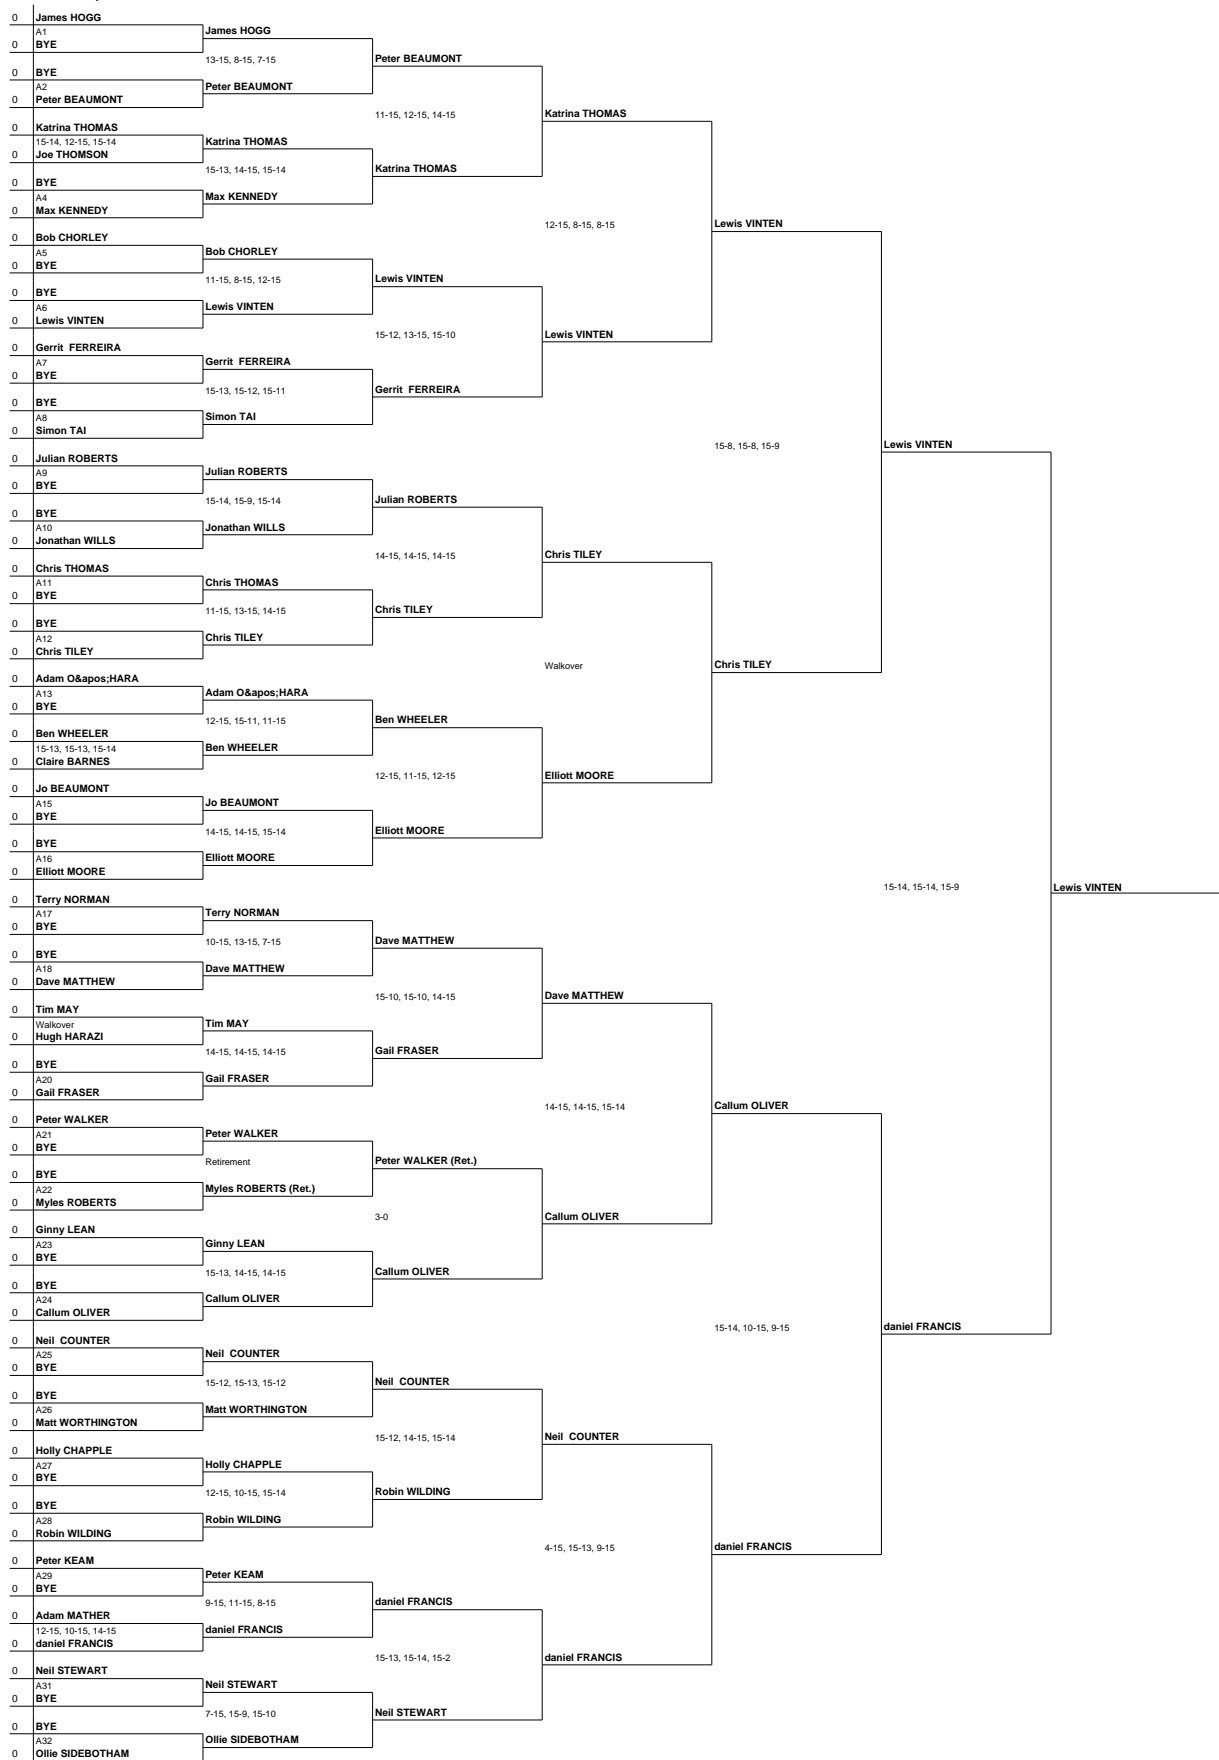 0 James HOGG
A1
0 BYE
James HOGG
13-15, 8-15, 7-15
0 BYE
A2
0 Peter BEAUMONT
Peter BEAUMONT
Peter BEAUMONT
11-15, 12-15, 14-15
0 Katrina THOMAS
15-14, 12-15, 15-14
0 Joe THOMSON
Katrina THOMAS
15-13, 14-15, 15-14
0 BYE
A4
0 Max KENNEDY
Max KENNEDY
Katrina THOMAS
Katrina THOMAS
12-15, 8-15, 8-15
0 Bob CHORLEY
A5
0 BYE
Bob CHORLEY
11-15, 8-15, 12-15
0 BYE
A6
0 Lewis VINTEN
Lewis VINTEN
Lewis VINTEN
15-12, 13-15, 15-10
0 Gerrit FERREIRA
A7
0 BYE
Gerrit FERREIRA
15-13, 15-12, 15-11
0 BYE
A8
0 Simon TAI
Simon TAI
Gerrit FERREIRA
Lewis VINTEN
Lewis VINTEN
15-8, 15-8, 15-9
0 Julian ROBERTS
A9
0 BYE
Julian ROBERTS
15-14, 15-9, 15-14
0 BYE
A10
0 Jonathan WILLS
Jonathan WILLS
Julian ROBERTS
14-15, 14-15, 14-15
0 Chris THOMAS
A11
0 BYE
Chris THOMAS
11-15, 13-15, 14-15
0 BYE
A12
0 Chris TILEY
Chris TILEY
Chris TILEY
Chris TILEY
Walkover
0 Adam O&apos;HARA
A13
0 BYE
Adam O&apos;HARA
12-15, 15-11, 11-15
0 Ben WHEELER
15-13, 15-13, 15-14
0 Claire BARNES
Ben WHEELER
Ben WHEELER
12-15, 11-15, 12-15
0 Jo BEAUMONT
A15
0 BYE
Jo BEAUMONT
14-15, 14-15, 15-14
0 BYE
A16
0 Elliott MOORE
Elliott MOORE
Elliott MOORE
Elliott MOORE
Chris TILEY
Lewis VINTEN
15-14, 15-14, 15-9
Lewis VINTEN
0 Terry NORMAN
A17
0 BYE
Terry NORMAN
10-15, 13-15, 7-15
0 BYE
A18
0 Dave MATTHEW
Dave MATTHEW
Dave MATTHEW
15-10, 15-10, 14-15
0 Tim MAY
Walkover
0 Hugh HARAZI
Tim MAY
14-15, 14-15, 14-15
0 BYE
A20
0 Gail FRASER
Gail FRASER
Gail FRASER
Dave MATTHEW
14-15, 14-15, 15-14
0 Peter WALKER
A21
0 BYE
Peter WALKER
Retirement
0 BYE
A22
0 Myles ROBERTS
Myles ROBERTS (Ret.)
Peter WALKER (Ret.)
3-0
0 Ginny LEAN
A23
0 BYE
Ginny LEAN
15-13, 14-15, 14-15
0 BYE
A24
0 Callum OLIVER
Callum OLIVER
Callum OLIVER
Callum OLIVER
Callum OLIVER
15-14, 10-15, 9-15
0 Neil COUNTER
A25
0 BYE
Neil COUNTER
15-12, 15-13, 15-12
0 BYE
A26
0 Matt WORTHINGTON
Matt WORTHINGTON
Neil COUNTER
15-12, 14-15, 15-14
0 Holly CHAPPLE
A27
0 BYE
Holly CHAPPLE
12-15, 10-15, 15-14
0 BYE
A28
0 Robin WILDING
Robin WILDING
Robin WILDING
Neil COUNTER
4-15, 15-13, 9-15
0 Peter KEAM
A29
0 BYE
Peter KEAM
9-15, 11-15, 8-15
0 Adam MATHER
12-15, 10-15, 14-15
0 daniel FRANCIS
daniel FRANCIS
daniel FRANCIS
15-13, 15-14, 15-2
0 Neil STEWART
A31
0 BYE
Neil STEWART
7-15, 15-9, 15-10
0 BYE
A32
0 Ollie SIDEBOTHAM
Ollie SIDEBOTHAM
Neil STEWART
daniel FRANCIS
daniel FRANCIS
daniel FRANCIS